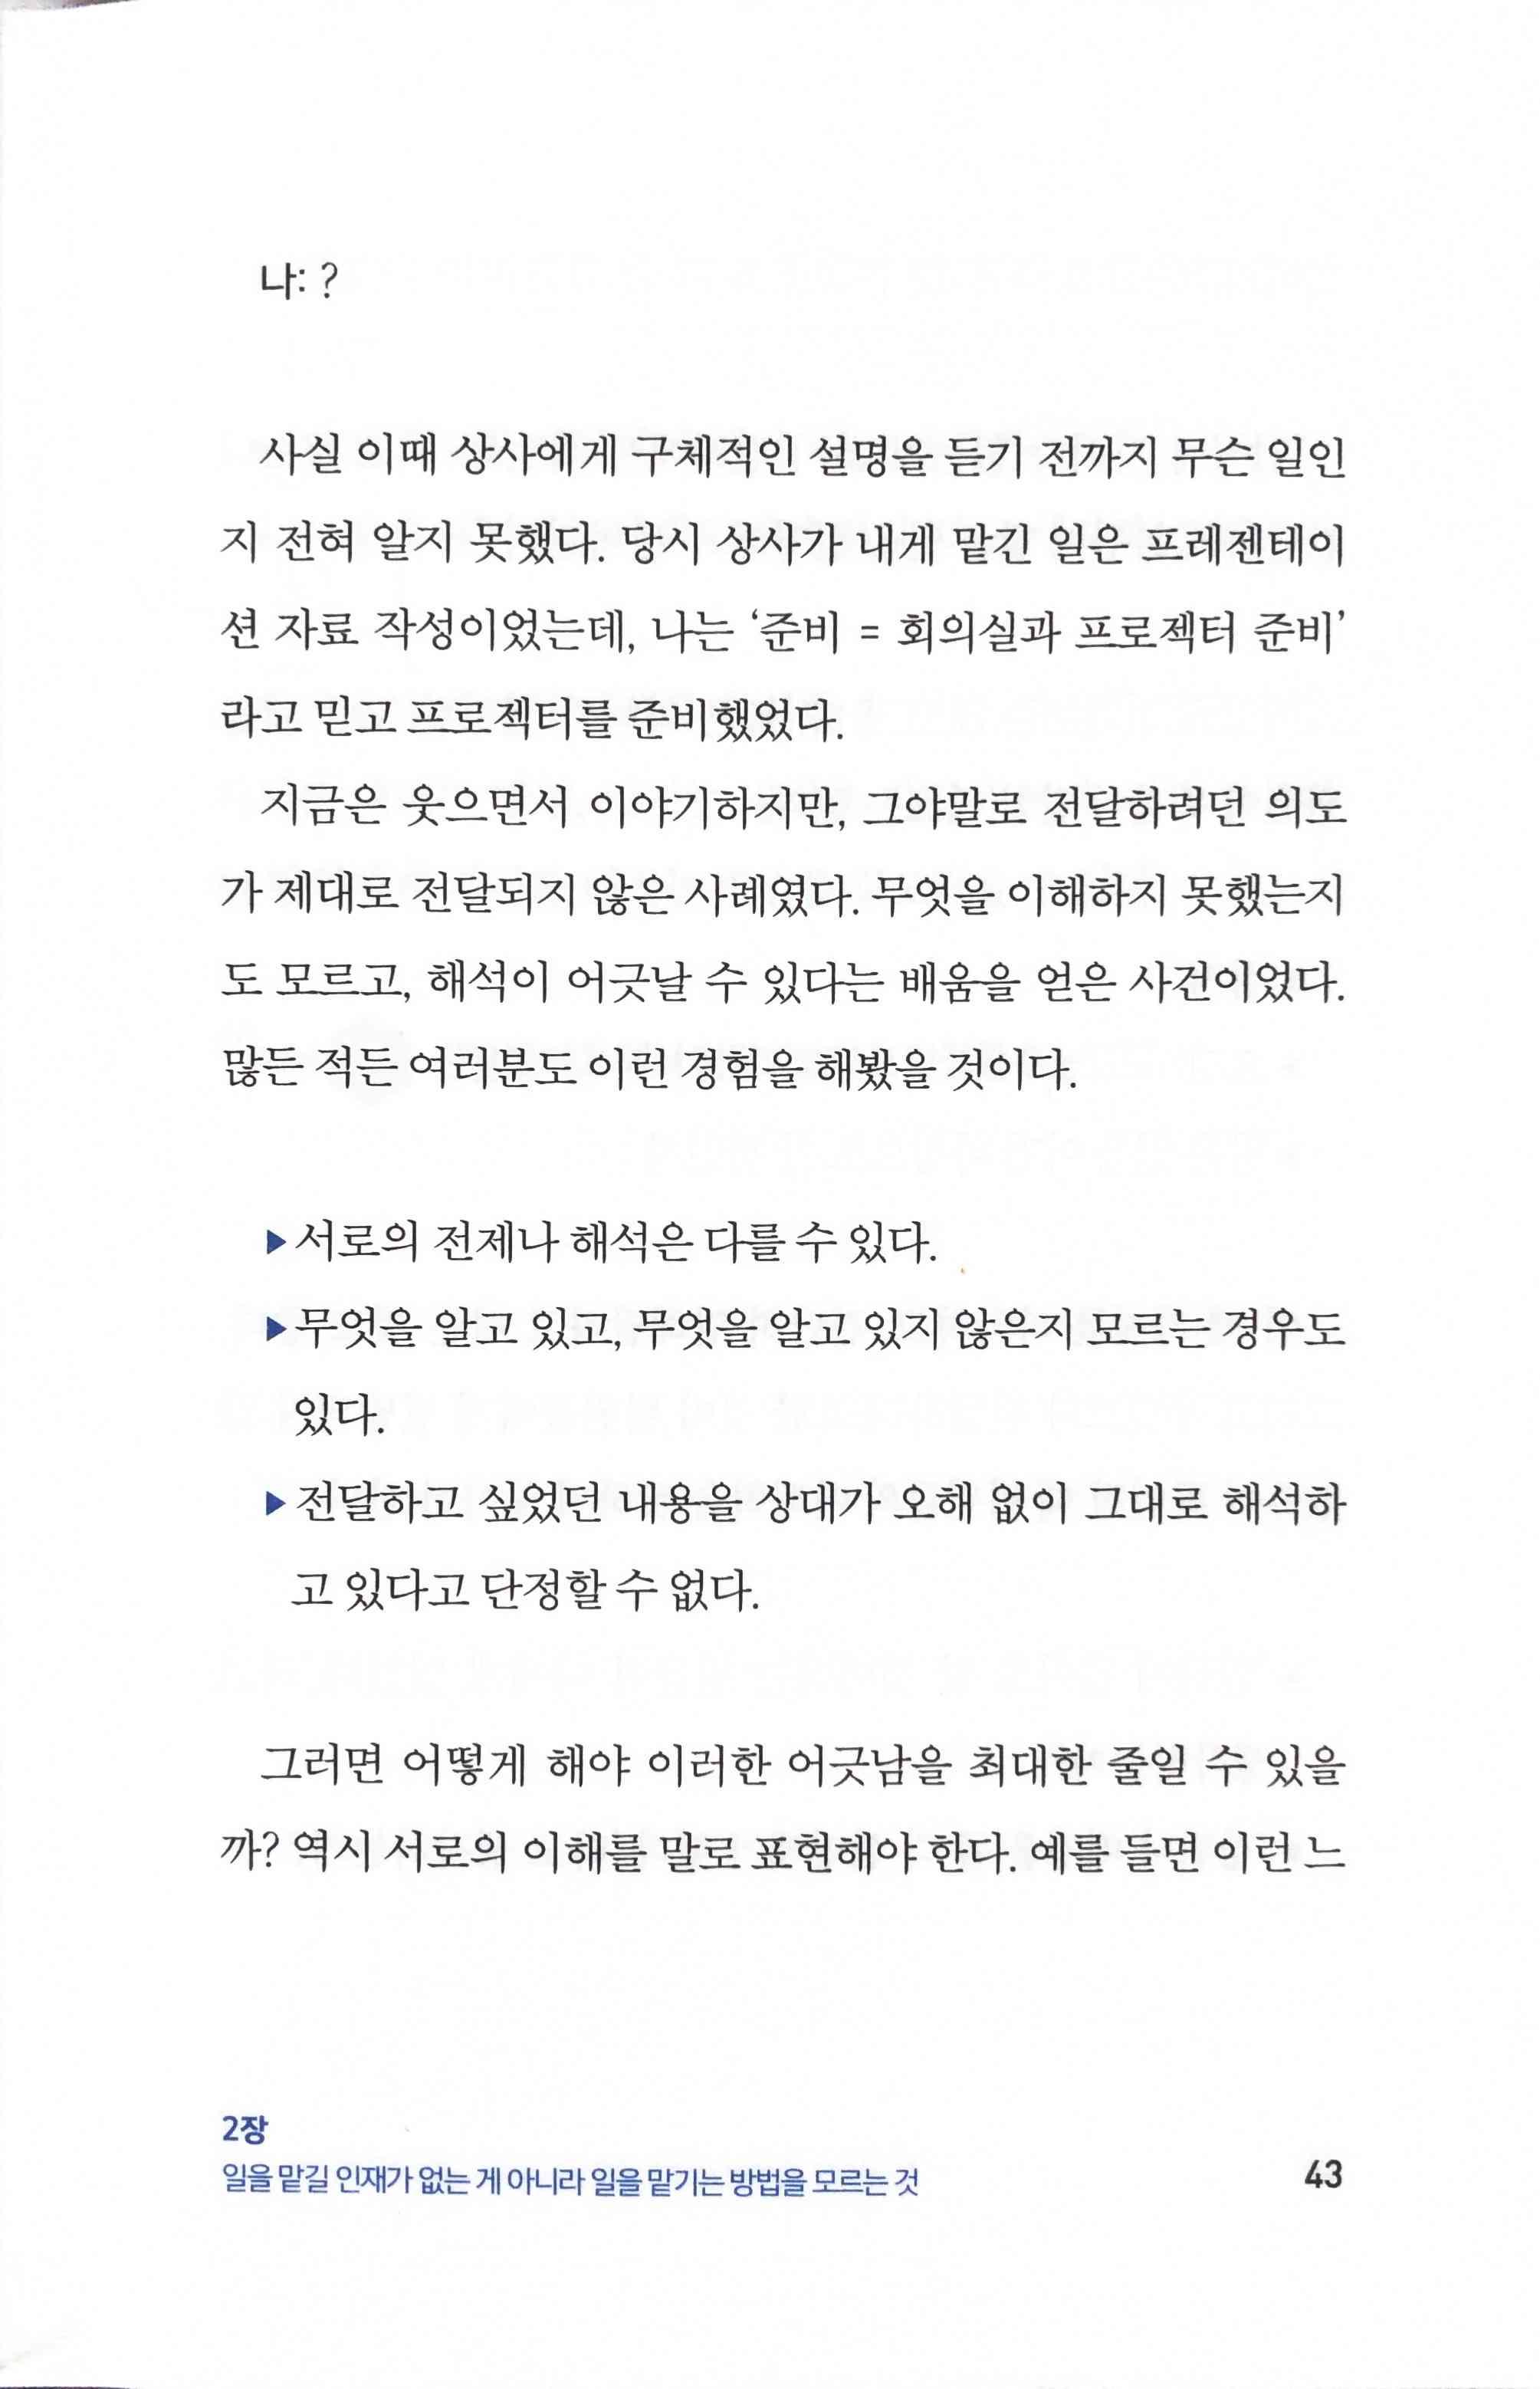 나: ?
사실 이때 상사에게 구체적인 설명을 듣기 전까지 무슨 일인
지 전혀 알지 못했다. 당시 상사가 내게 맡긴 일은 프레젠테이
션 자료 작성이었는데, 나는 ‘준비 = 회의실과 프로젝터 준비’
라고 믿고 프로젝터를 준비했었다.
지금은 웃으면서 이야기하지만, 그야말로 전달하려던 의도
가 제대로 전달되지 않은 사례였다. 무엇을 이해하지 못했는지
도 모르고, 해석이 어긋날 수 있다는 배움을 얻은 사건이었다.
많든 적든 여러분도 이런 경험을 해봤을 것이다.
▶ 서로의 전제나 해석은 다를 수 있다.
▶ 무엇을 알고 있고, 무엇을 알고 있지 않은지 모르는 경우도
있다.
▶ 전달하고 싶었던 내용을 상대가 오해 없이 그대로 해석하
고 있다고 단정할 수 없다.
그러면 어떻게 해야 이러한 어긋남을 최대한 줄일 수 있을
까? 역시 서로의 이해를 말로 표현해야 한다. 예를 들면 이런 느
2장
일을 맡길 인재가 없는 게 아니라 일을 맡기는 방법을 모르는 것
43